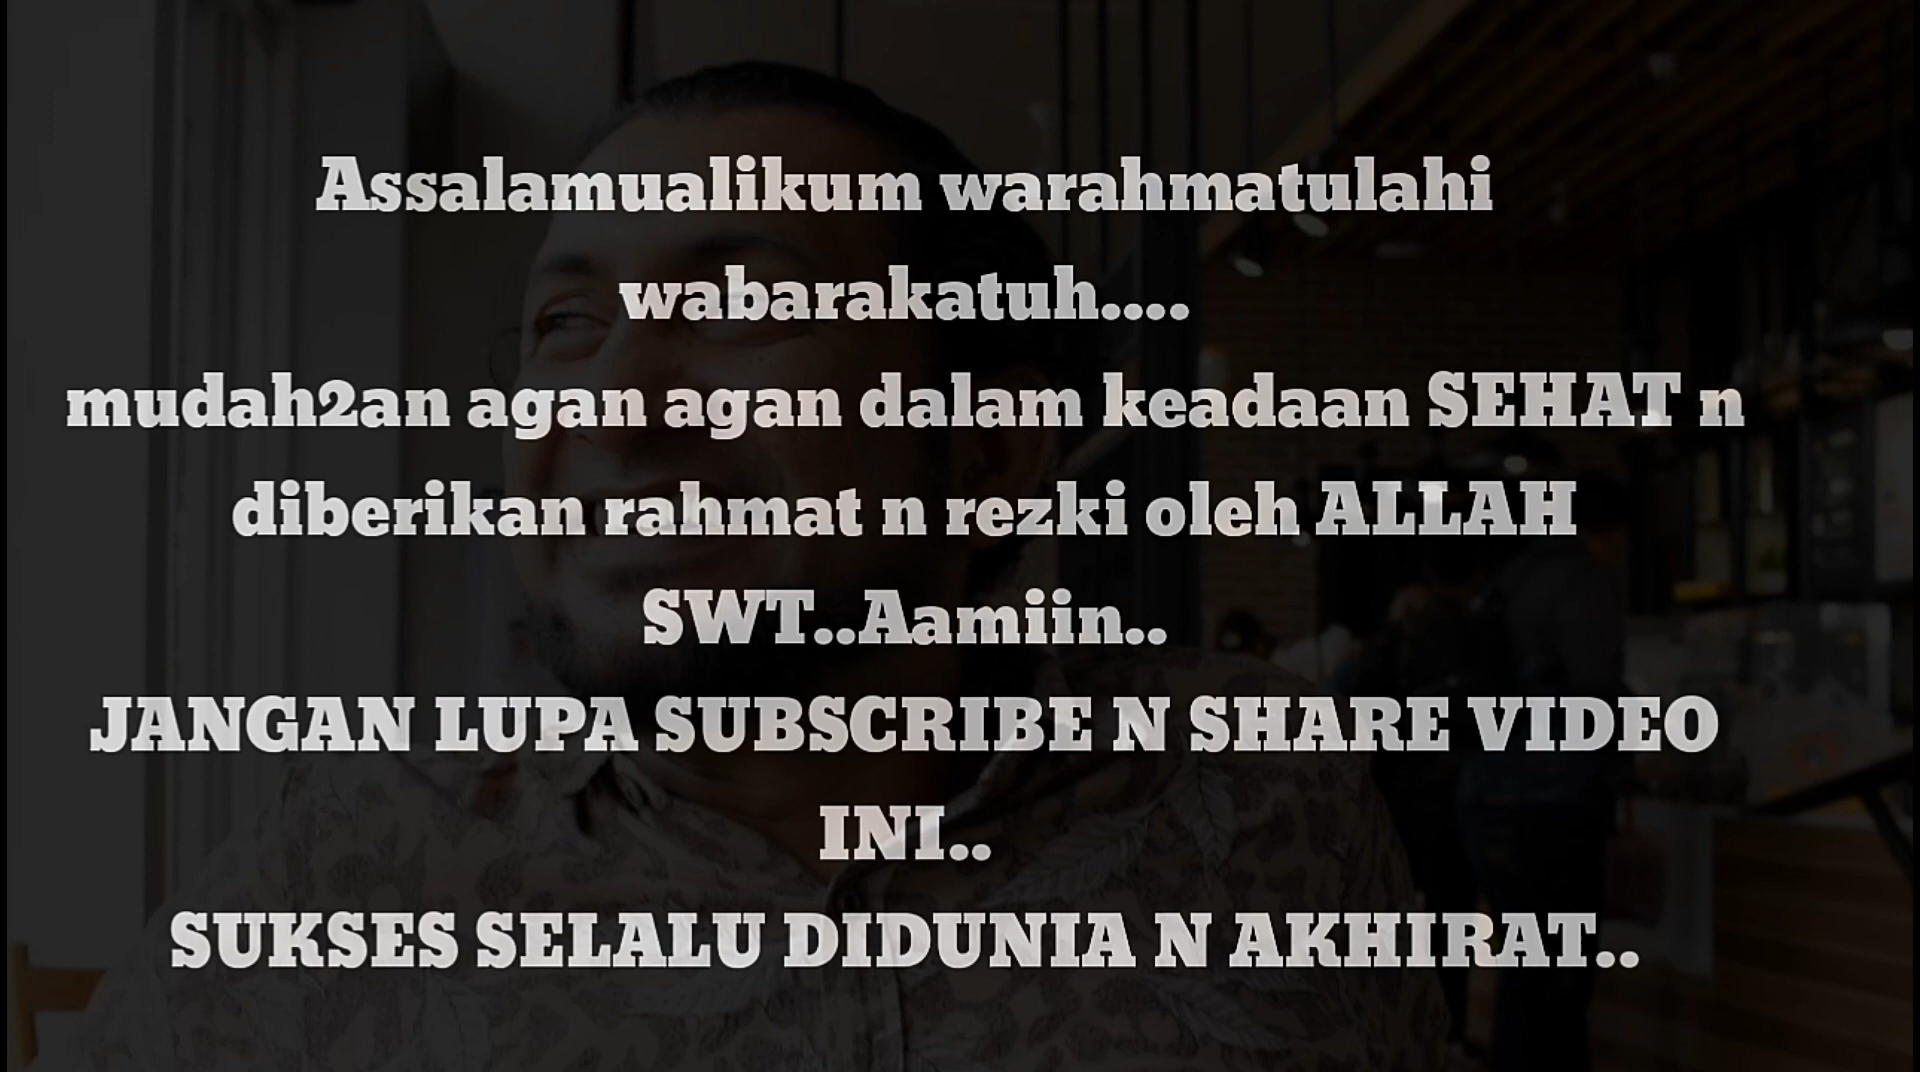 Assalamualikum warahmatulahi
wabarakatuh....
mudah2an agan agan dalam keadaan SEHAT n
diberikan rahmat n rezki oleh ALLAH
SWT..Aamiin..
JANGAN LUPA SUBSCRIBE N SHARE VIDEO
INI..
SUKSES SELALU DIDUNIA N AKHIRAT..